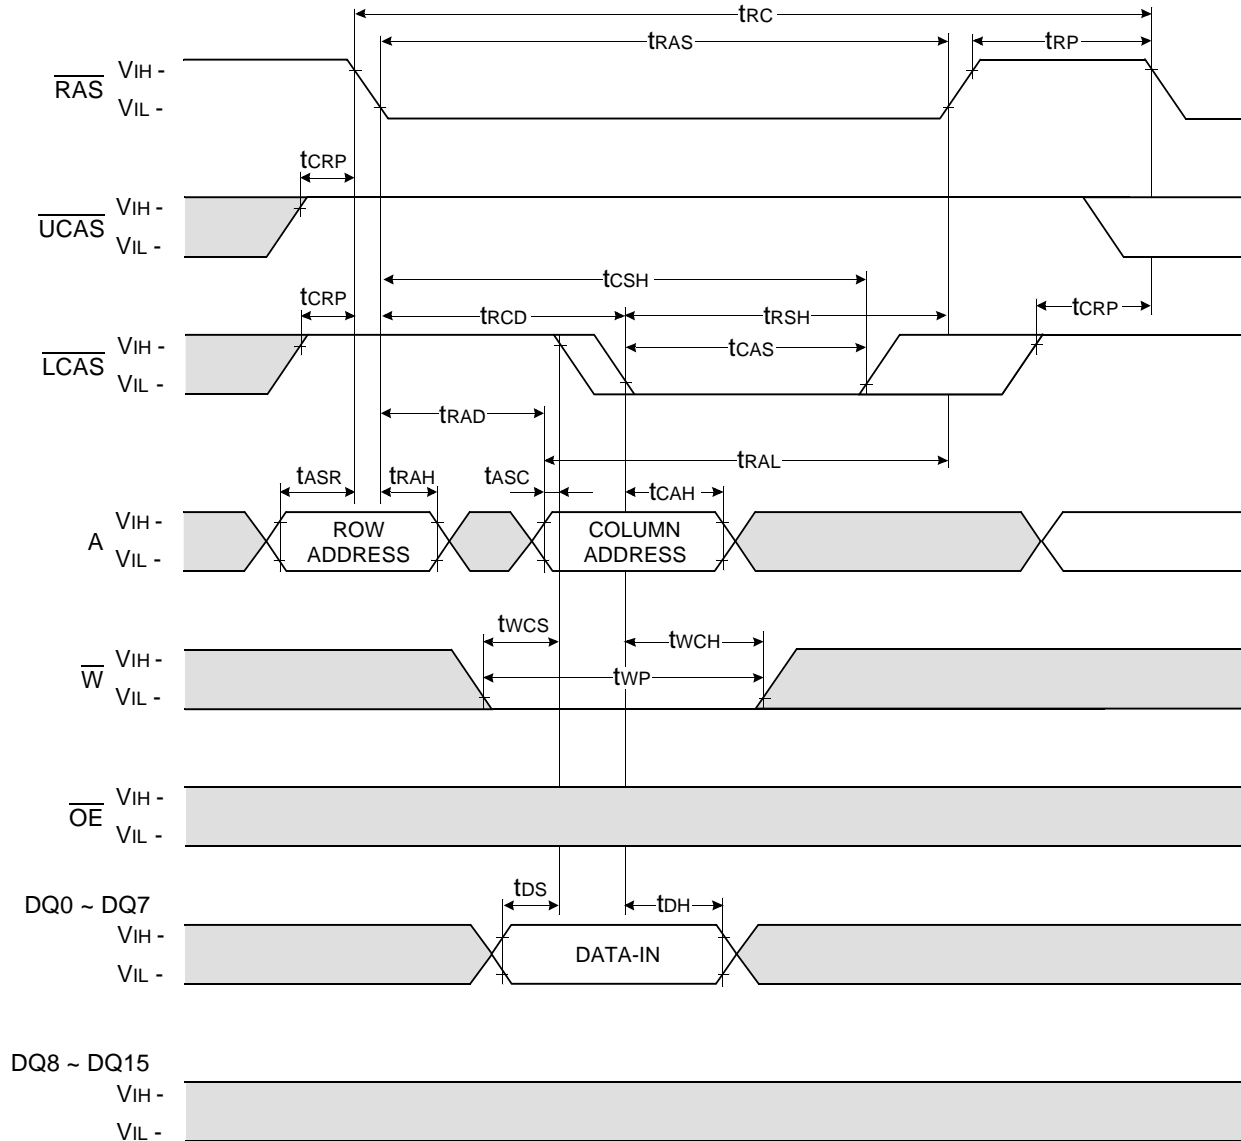 tRC
tRAS
tRP
RAS
VIH -
VIL -
tCRP
UCAS
VIH -
VIL -
tCSH
tCRP
tRCD
tRSH
tCRP
LCAS
VIH -
VIL -
tCAS
tRAD
tRAL
tASR
tRAH
tASC
tCAH
A
VIH -
VIL -
ROW
ADDRESS
COLUMN
ADDRESS
tWCS
tWCH
W
VIH -
VIL -
tWP
OE
VIH -
VIL -
tDS
tDH
DQ0 ~ DQ7
VIH -
VIL -
DATA-IN
DQ8 ~ DQ15
VIH -
VIL -